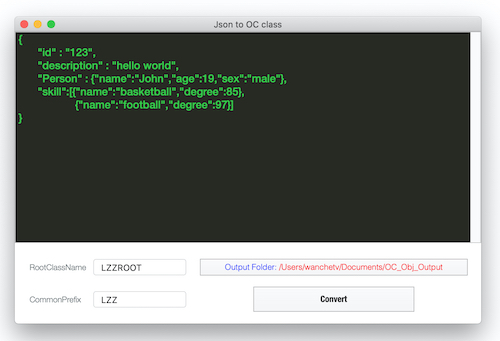 Json to OC class
{
"id" : "123",
"description" : "hello world",
"Person" : {"name":"John","age":19,"sex":"male"},
"skill":[{"name":"basketball","degree":85},
{"name":"football","degree":97}]
}
RootClassName LZZROOT Output Folder: /Users/wanchetv/Documents/OC_Obj_Output
CommonPrefix LZZ Convert